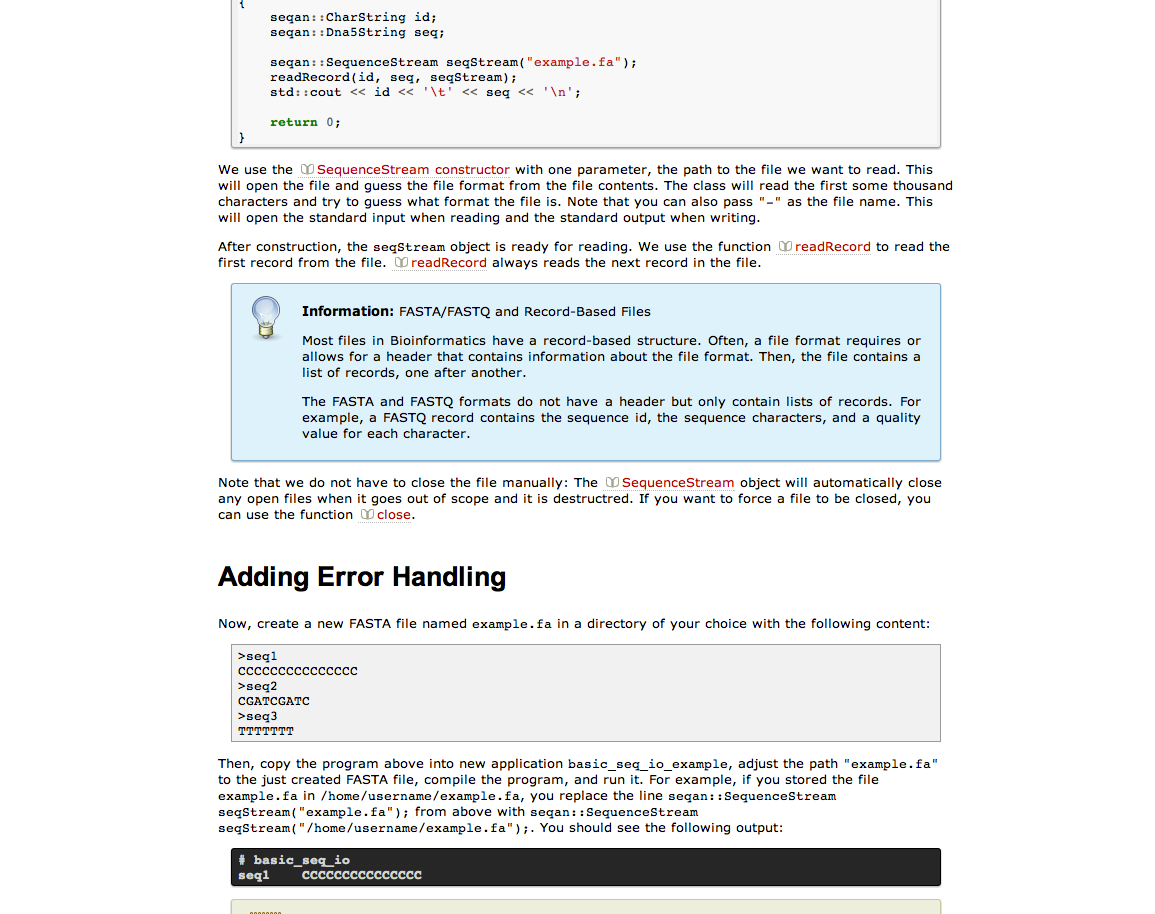 {
seqan::CharString id;
seqan::Dna5String seq;
seqan::SequenceStream seqStream("example.fa");
readRecord(id, seq, seqStream);
std::cout << id << '\t' << seq << '\n';
return 0;
}
We use the SequenceStream constructor with one parameter, the path to the file we want to read. This
will open the file and guess the file format from the file contents. The class will read the first some thousand
characters and try to guess what format the file is. Note that you can also pass "-" as the file name. This
will open the standard input when reading and the standard output when writing.
After construction, the seqStream object is ready for reading. We use the function readRecord to read the
first record from the file. readRecord always reads the next record in the file.
Information: FASTA/FASTQ and Record-Based Files
Most files in Bioinformatics have a record-based structure. Often, a file format requires or
allows for a header that contains information about the file format. Then, the file contains a
list of records, one after another.
The FASTA and FASTQ formats do not have a header but only contain lists of records. For
example, a FASTQ record contains the sequence id, the sequence characters, and a quality
value for each character.
Note that we do not have to close the file manually: The SequenceStream object will automatically close
any open files when it goes out of scope and it is destructred. If you want to force a file to be closed, you
can use the function close.
Adding Error Handling
Now, create a new FASTA file named example.fa in a directory of your choice with the following content:
>seq1
CCCCCCCCCCCCCCC
>seq2
CGATCGATC
>seq3
TTTTTTT
Then, copy the program above into new application basic_seq_io_example, adjust the path "example.fa"
to the just created FASTA file, compile the program, and run it. For example, if you stored the file
example.fa in /home/username/example.fa, you replace the line seqan::SequenceStream
seqStream("example.fa"); from above with seqan::SequenceStream
seqStream("/home/username/example.fa");. You should see the following output:
# basic_seq_io
seq1 CCCCCCCCCCCCCCC